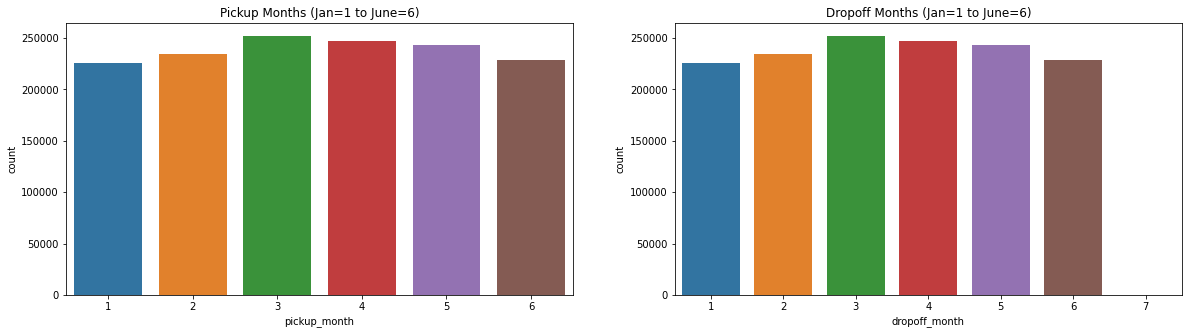 Pickup Months (Jan=1 to June=6)
250000
200000
150000
100000
50000
0
count
1 2 3 4 5 6
pickup_month
Dropoff Months (Jan=1 to June=6)
250000
200000
150000
100000
50000
0
count
1 2 3 4 5 6 7
dropoff_month